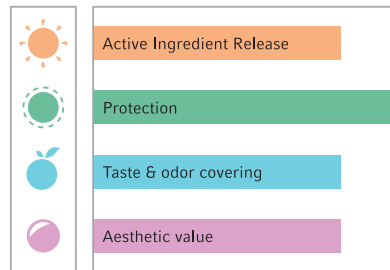 Active Ingredient Release
Protection
Taste & odor covering
Aesthetic value